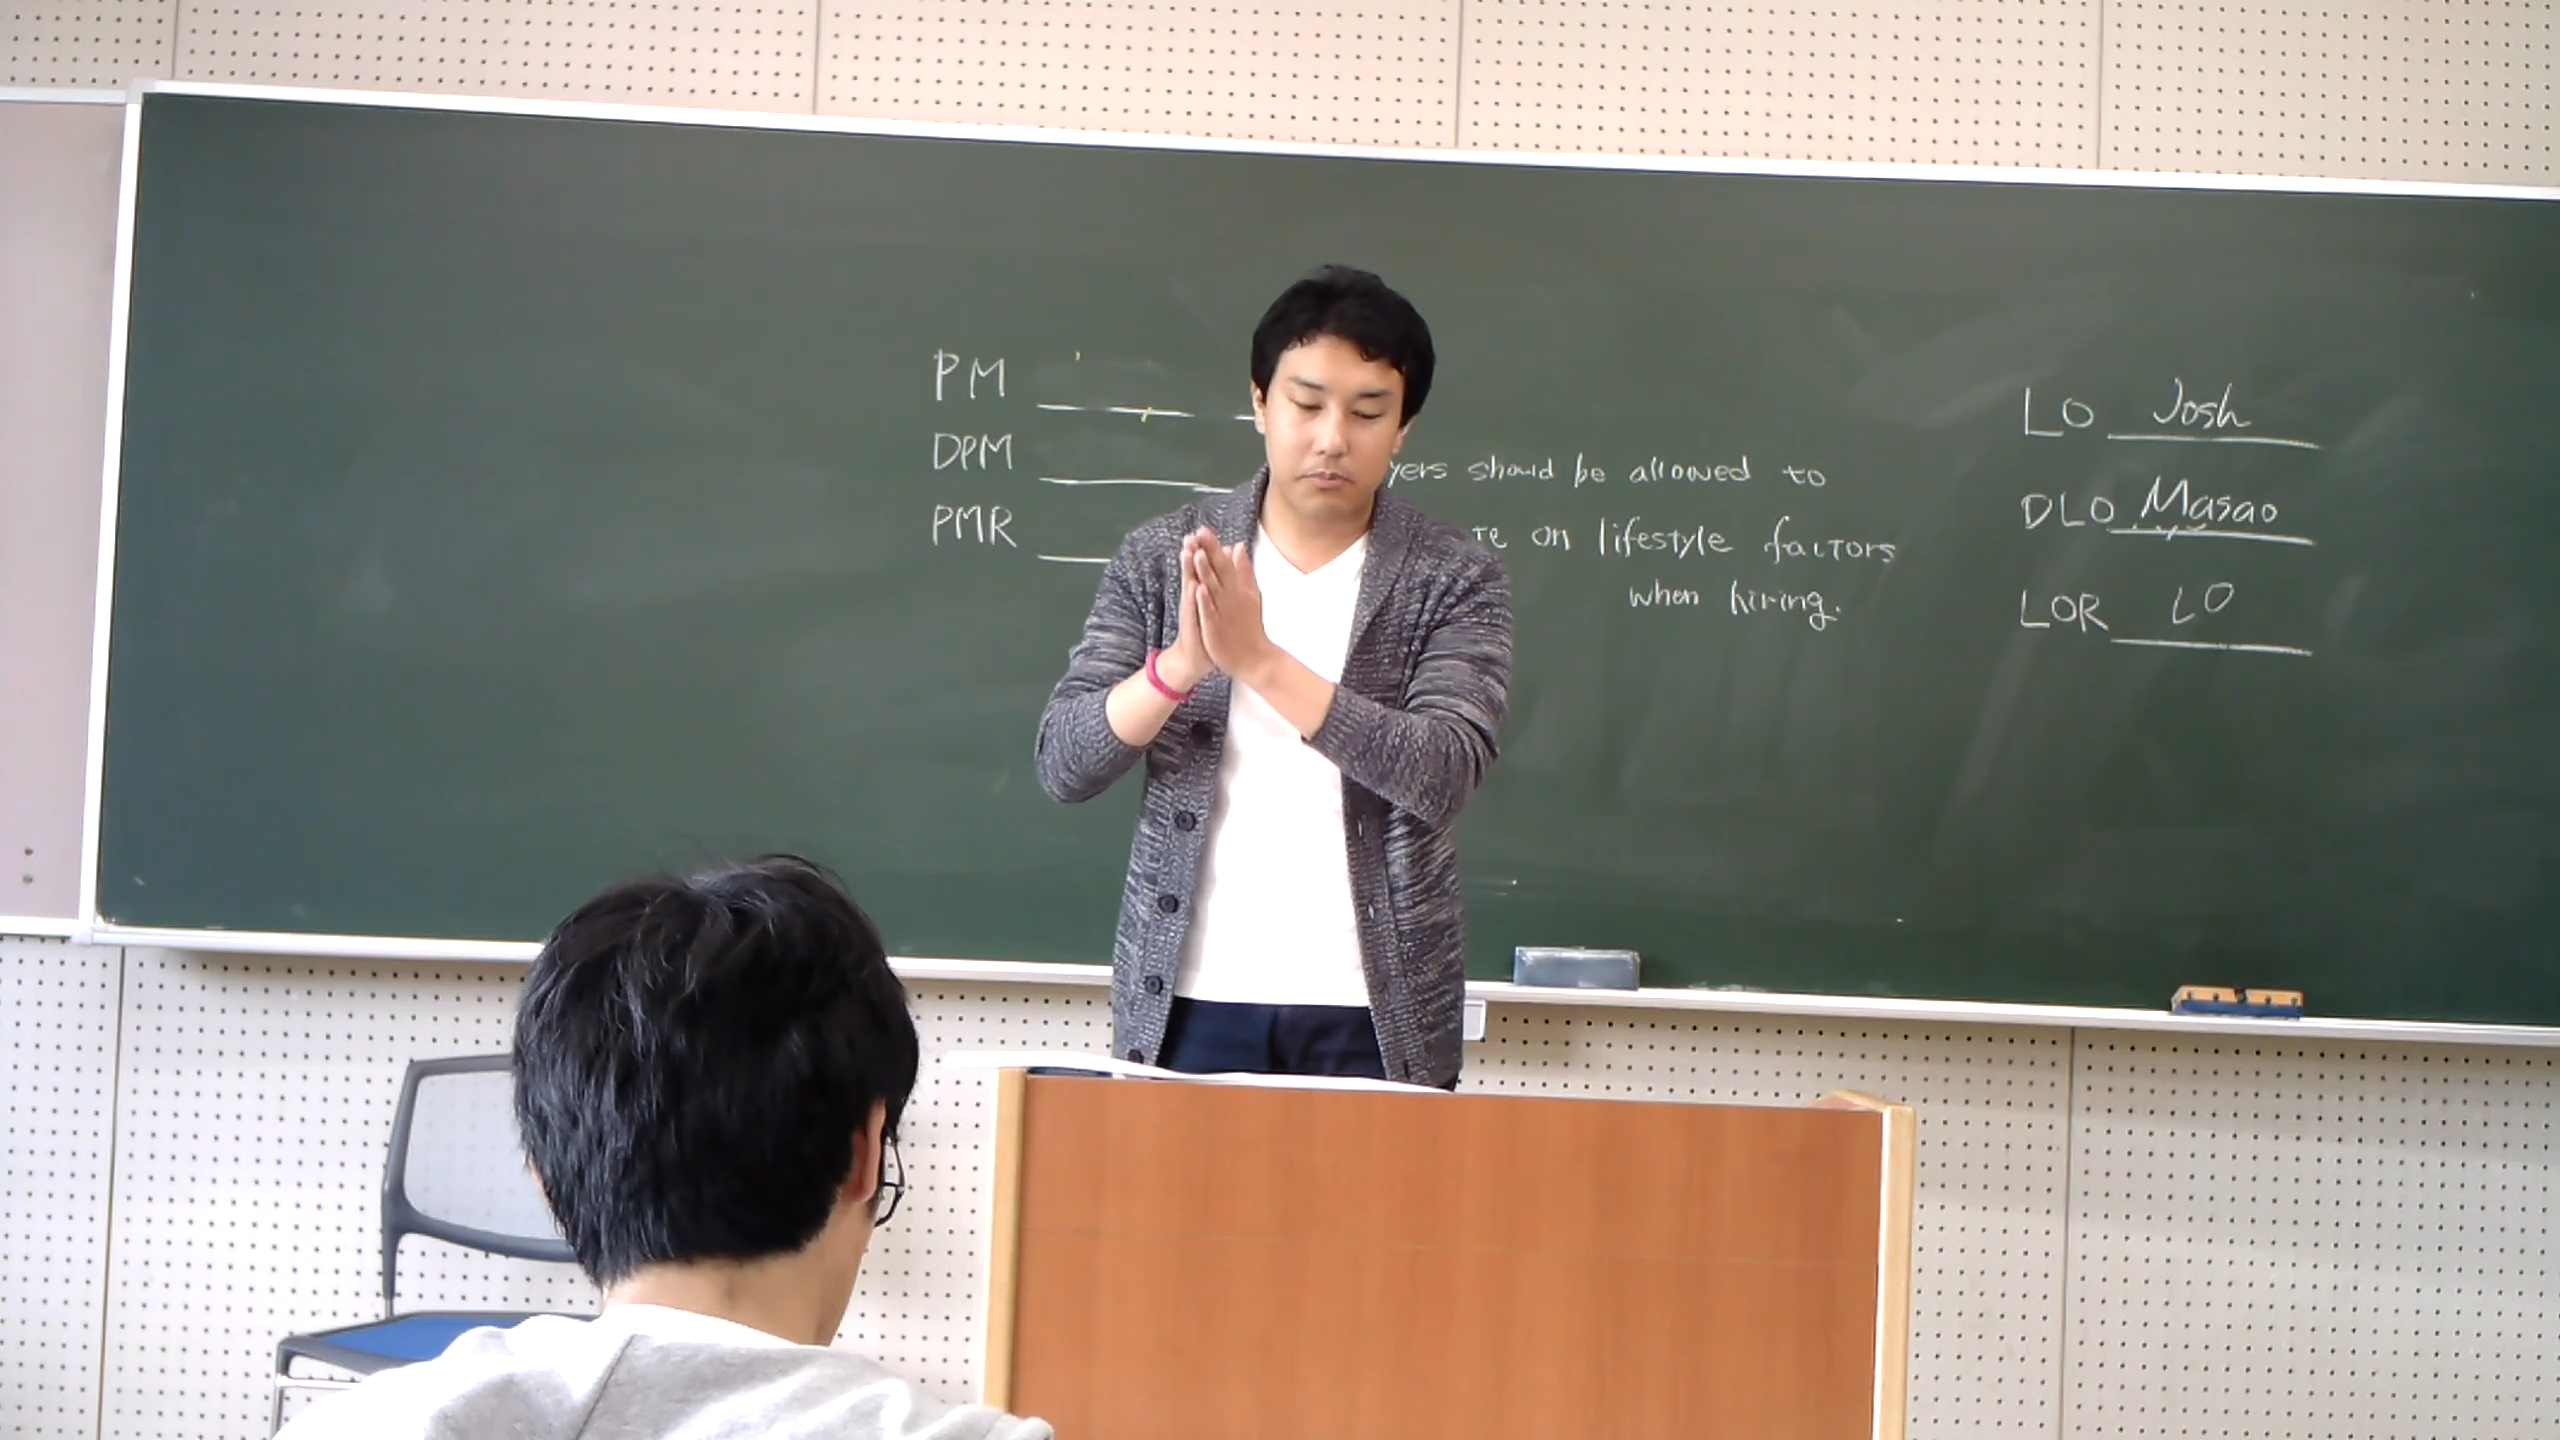 PM
DPM
PMR
yers should be allowed to
te on lifestyle factors
when hiring.
LO Josh
DLO Masao
LOR LO